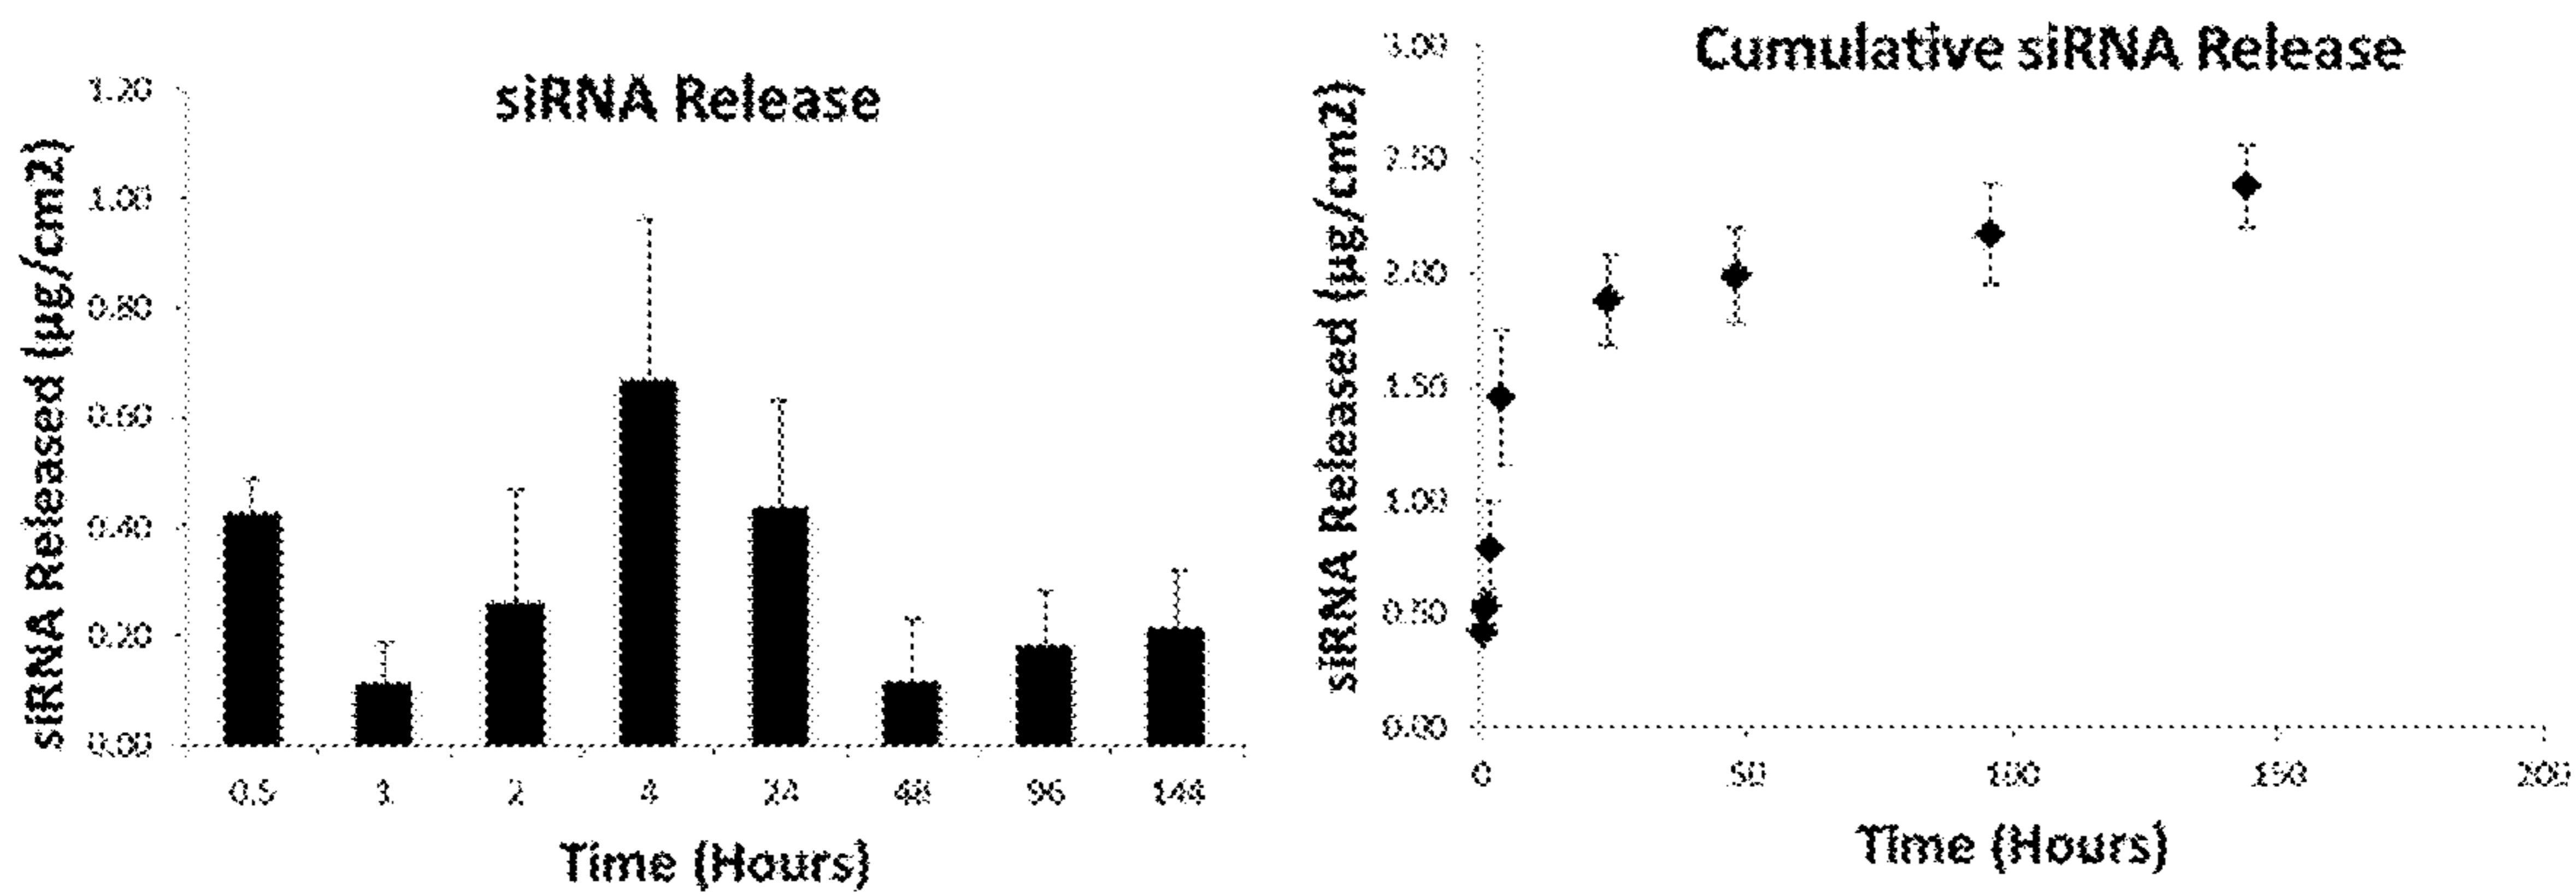 siRNA Release
siRNA Released (µg/cm2)
1.20
1.00
0.80
0.60
0.40
0.20
0.00
0.5 1 2 4 24 48 96 144
Time (Hours)
Cumulative siRNA Release
siRNA Released (µg/cm2)
3.00
2.50
2.00
1.50
1.00
0.50
0.00
0 50 100 150 200
Time (Hours)